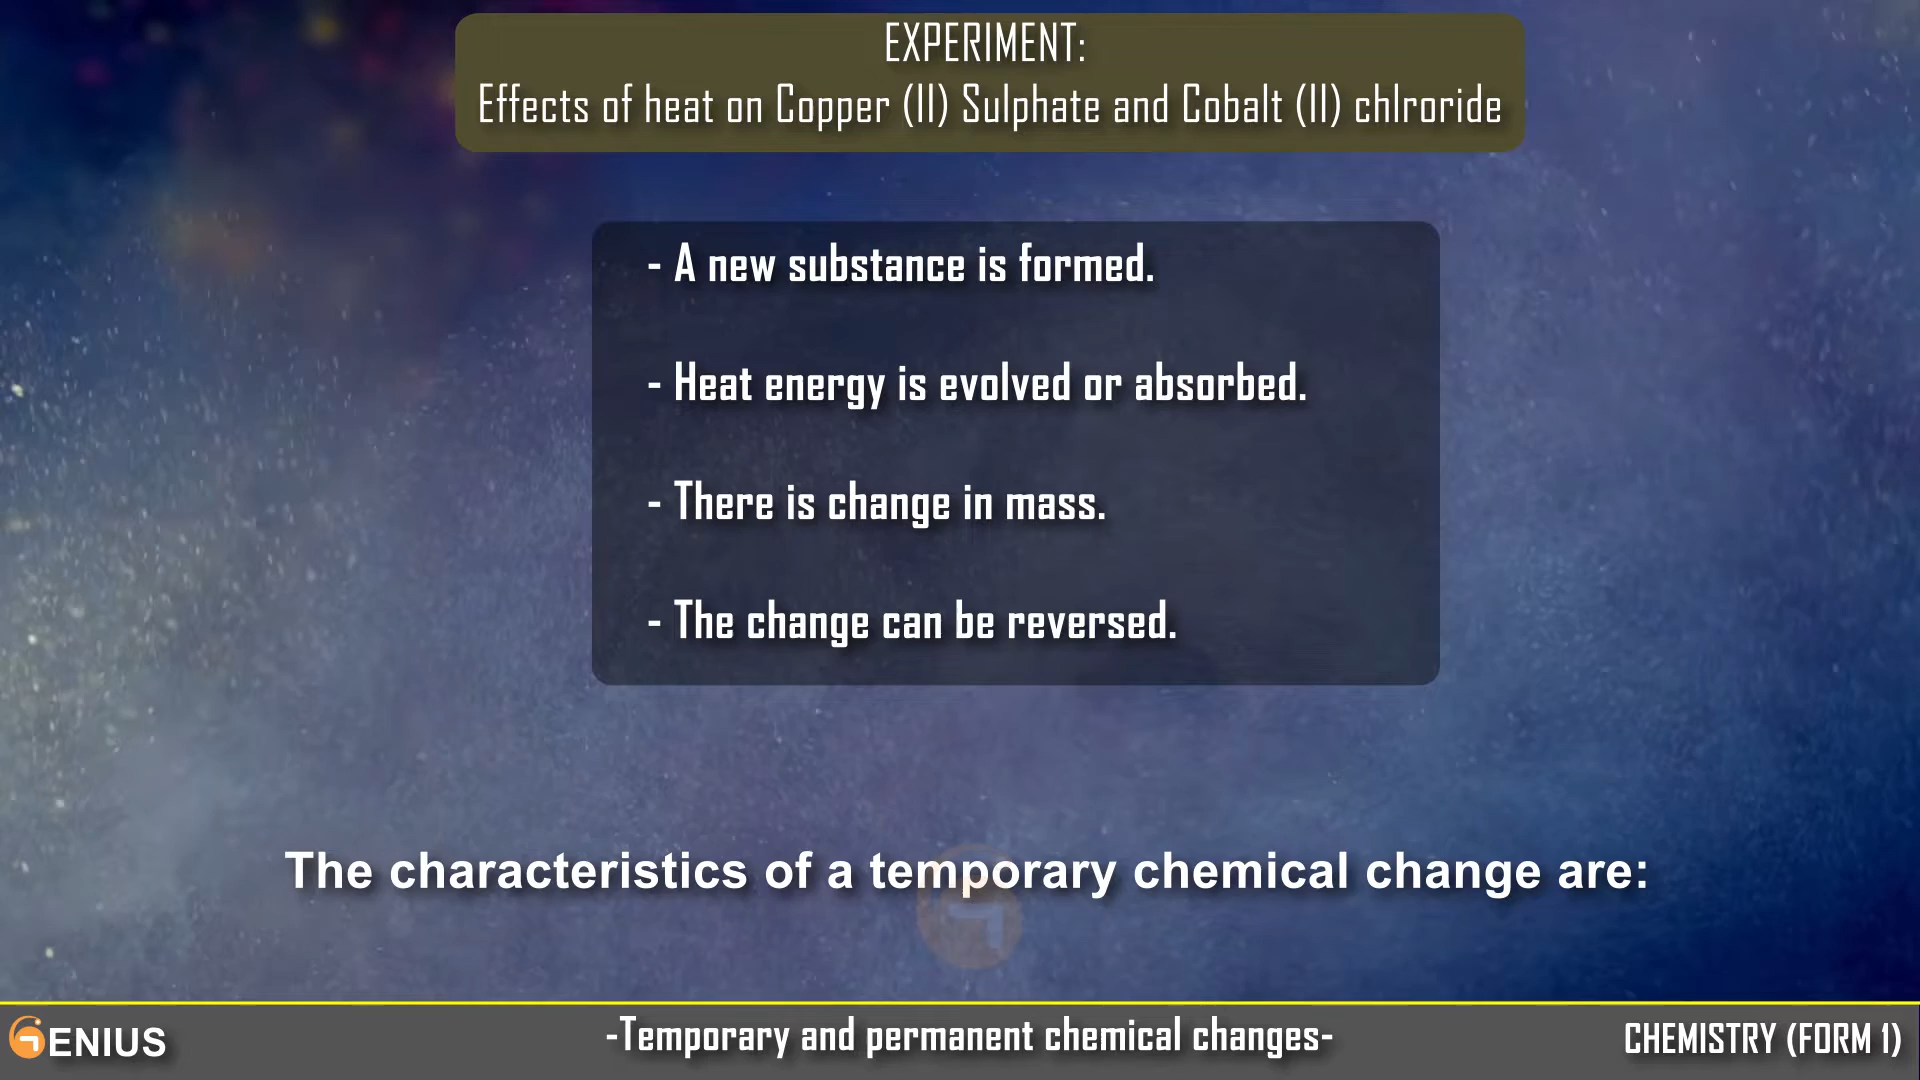 EXPERIMENT:
Effects of heat on Copper (II) Sulphate and Cobalt (II) chlroride
- A new substance is formed.
- Heat energy is evolved or absorbed.
- There is change in mass.
- The change can be reversed.
The characteristics of a temporary chemical change are:
GENIUS
-Temporary and permanent chemical changes-
CHEMISTRY (FORM 1)